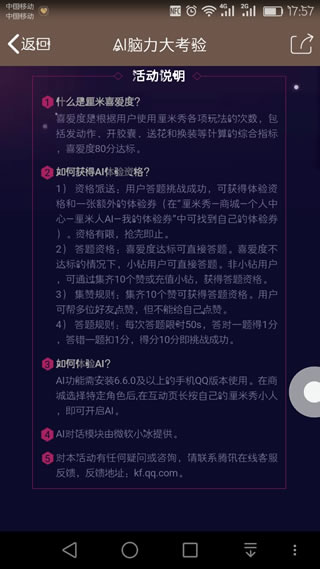 中国移动
中国移动
4G
2G
17:57
返回
AI脑力大考验
活动说明
1 什么是厘米喜爱度?
喜爱度是根据用户使用厘米秀各项玩法的次数，包
括发动作、开胶囊、送花和换装等计算的综合指标
，喜爱度80分达标。
2 如何获得AI体验资格?
1） 资格派送：用户答题挑战成功，可获得体验资
格和一张额外的体验券（在“厘米秀—商城—个人中
心—厘米人AI—我的体验券”中可找到自己的体验券
）。资格有限，抢完即止。
2） 答题资格：喜爱度达标可直接答题。喜爱度不
达标的情况下，小钻用户可直接答题。非小钻用户
，可通过集齐10个赞或充值小钻，获得答题资格。
3） 集赞规则：集齐10个赞可获得答题资格。用户
可帮多位好友点赞，但不能给自己点赞。
4） 答题规则：每次答题限时50s，答对一题得1分
，答错一题扣1分，得分10分即挑战成功。
3 如何体验AI?
AI功能需安装6.6.0及以上的手机QQ版本使用。在商
城选择特定角色后,在互动页长按自己的厘米秀小人
，即可开启AI。
4 AI对话模块由微软小冰提供。
5 对本活动有任何疑问或咨询，请联系腾讯在线客服
反馈，反馈地址：kf.qq.com。